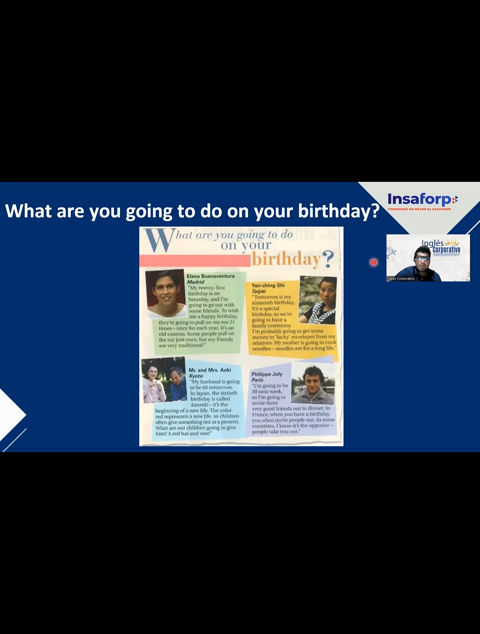 Insaforp
FORMANDO UN MEJOR EL SALVADOR
What are you going to do on your birthday?
Inglés
Corporativo
What are you going to do
on your
birthday?
Elena Buenaventura
Madrid
"My twenty-first
birthday is on
Saturday, and I'm
going to go out with
some friends. To wish
me a happy birthday,
they're going to pull on my ear 21
times – once for each year. It's an
old custom. Some people pull on
the ear just once, but my friends
are very traditional!"
Yan-ching Shi
Taipei
"Tomorrow is my
sixteenth birthday.
It's a special
birthday, so we're
going to have a
family ceremony.
I'm probably going to get some
money in 'lucky' envelopes from my
relatives. My mother is going to cook
noodles – noodles are for a long life."
Mr. and Mrs. Aoki
Kyoto
"My husband is going
to be 60 tomorrow.
In Japan, the sixtieth
birthday is called
kanreki – it's the
beginning of a new life. The color
red represents a new life, so children
often give something red as a present.
What are our children going to give
him? A red hat and vest!"
Philippe Joly
Paris
"I'm going to be
30 next week,
so I'm going to
invite three
very good friends out to dinner. In
France, when you have a birthday,
you often invite people out. In some
countries, I know it's the opposite –
people take you out."